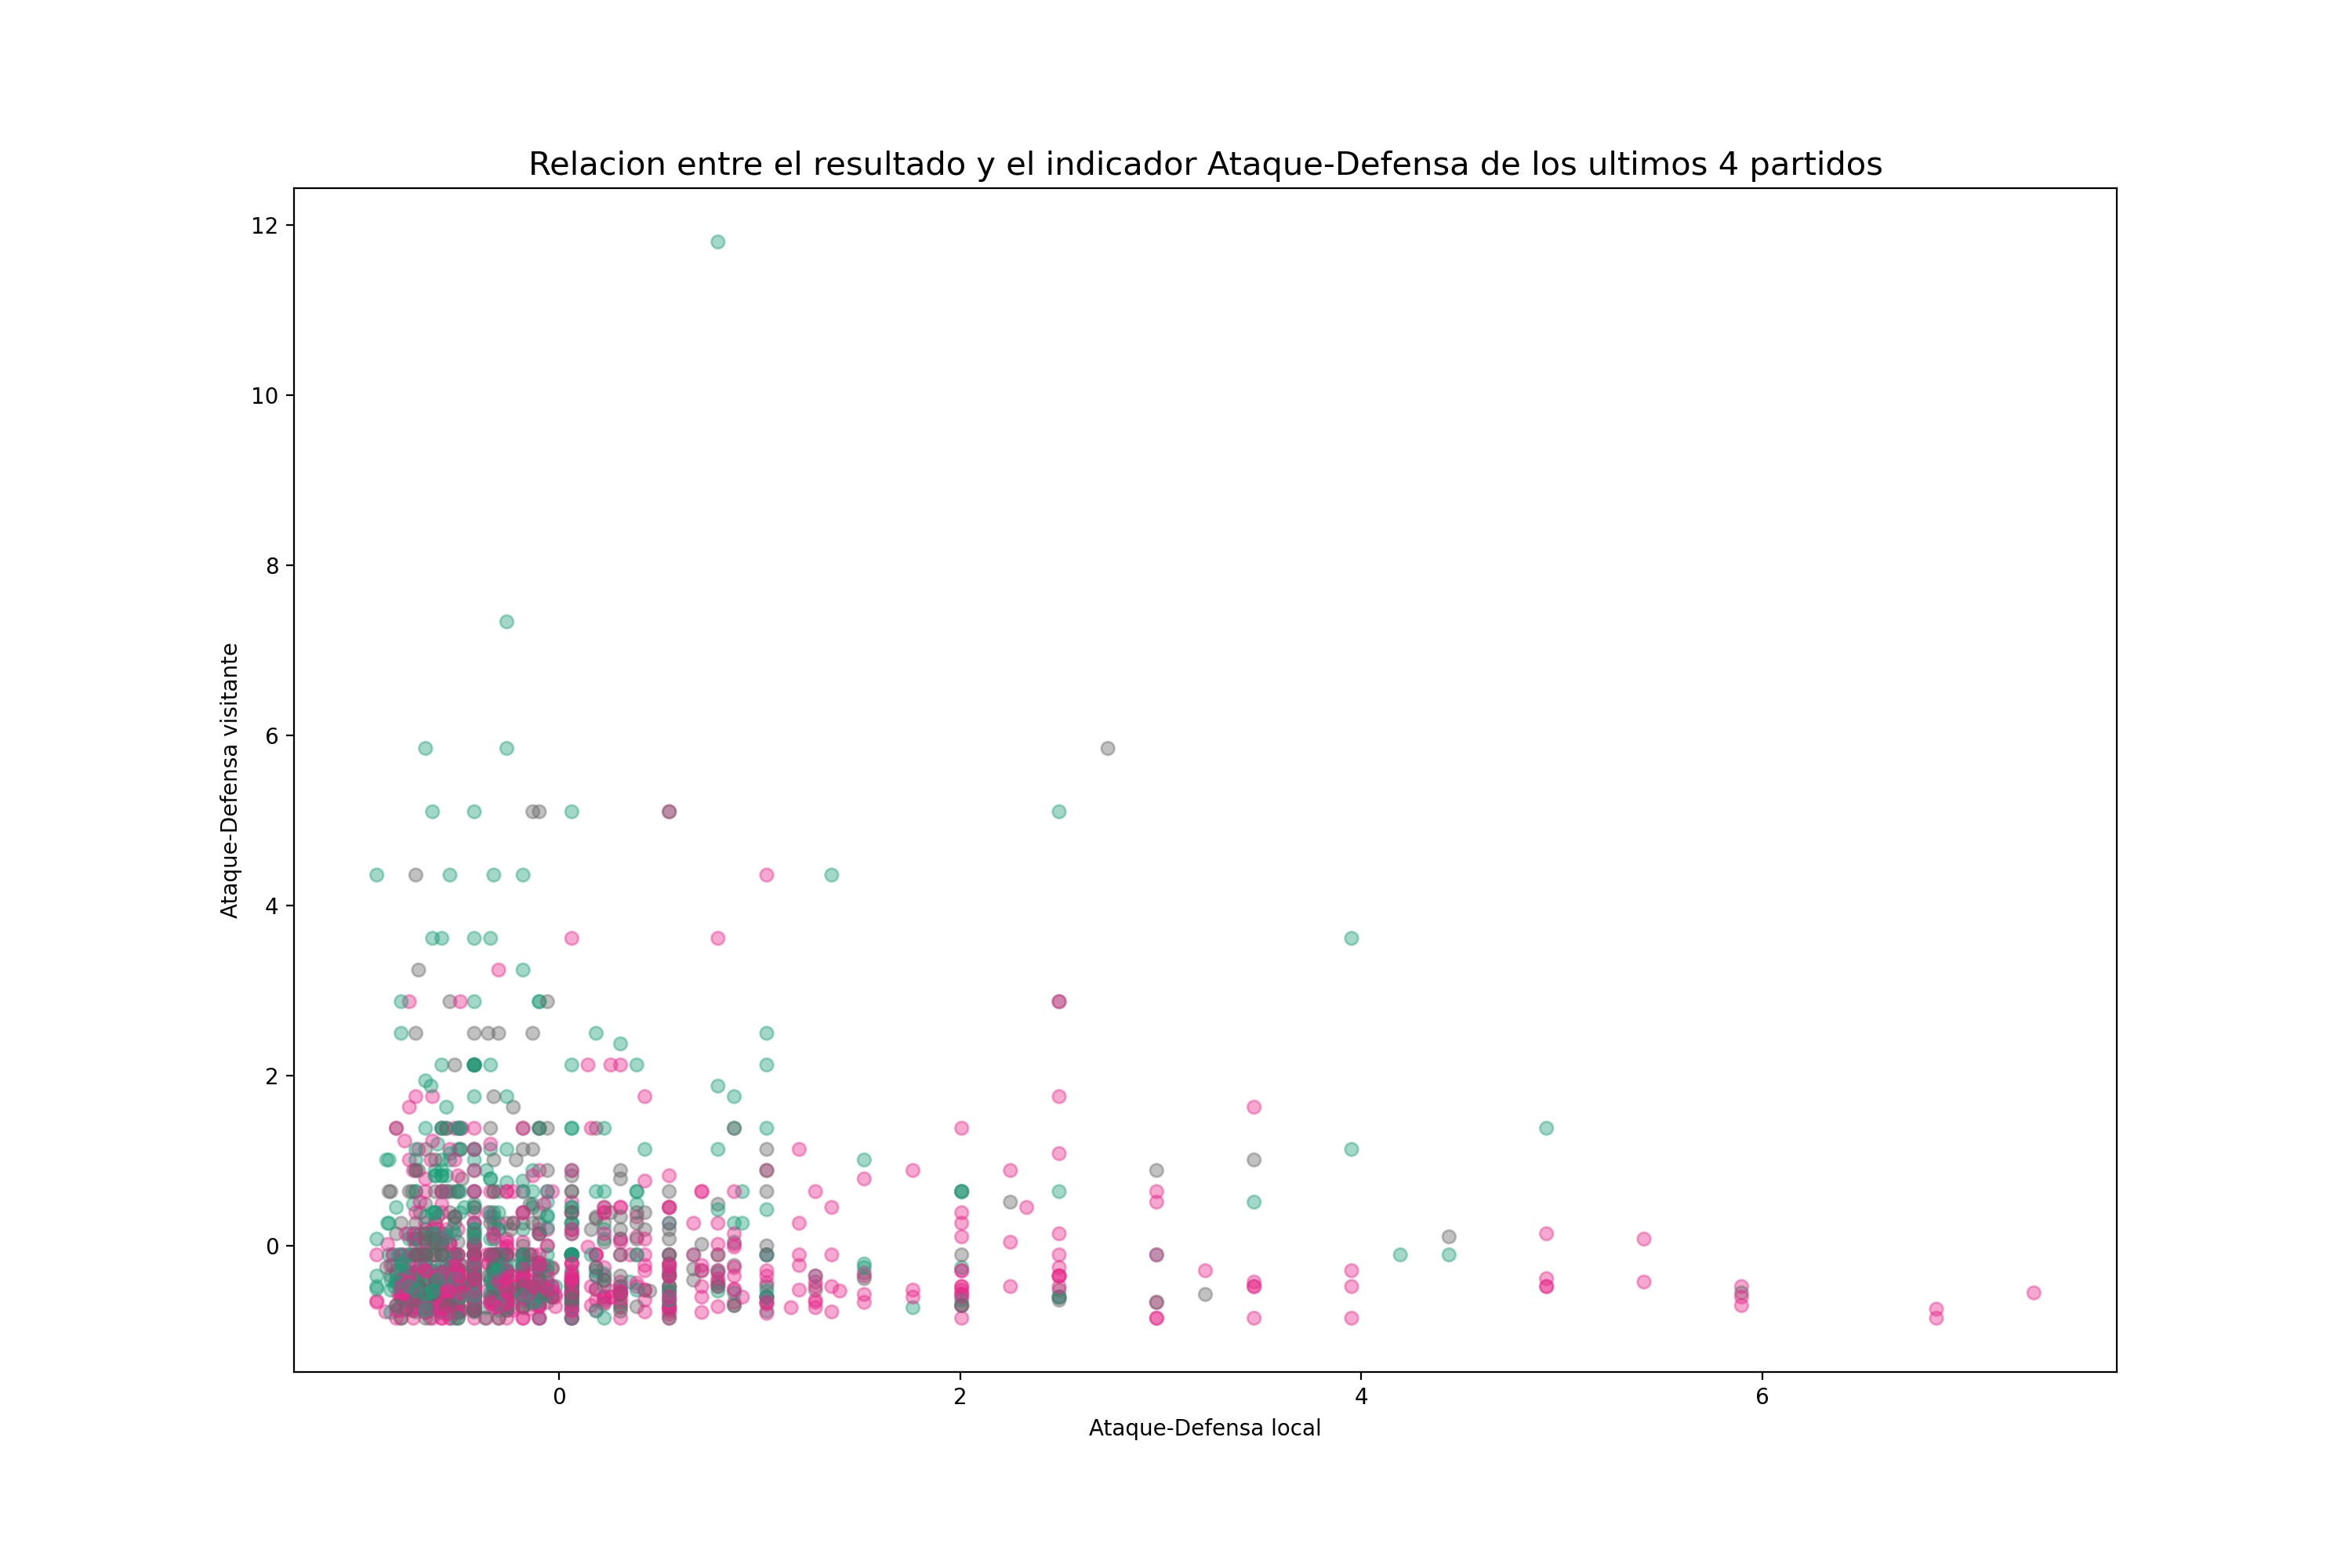 Relacion entre el resultado y el indicador Ataque-Defensa de los ultimos 4 partidos
12
10
8
6
4
2
0
Ataque-Defensa visitante
0 2 4 6
Ataque-Defensa local